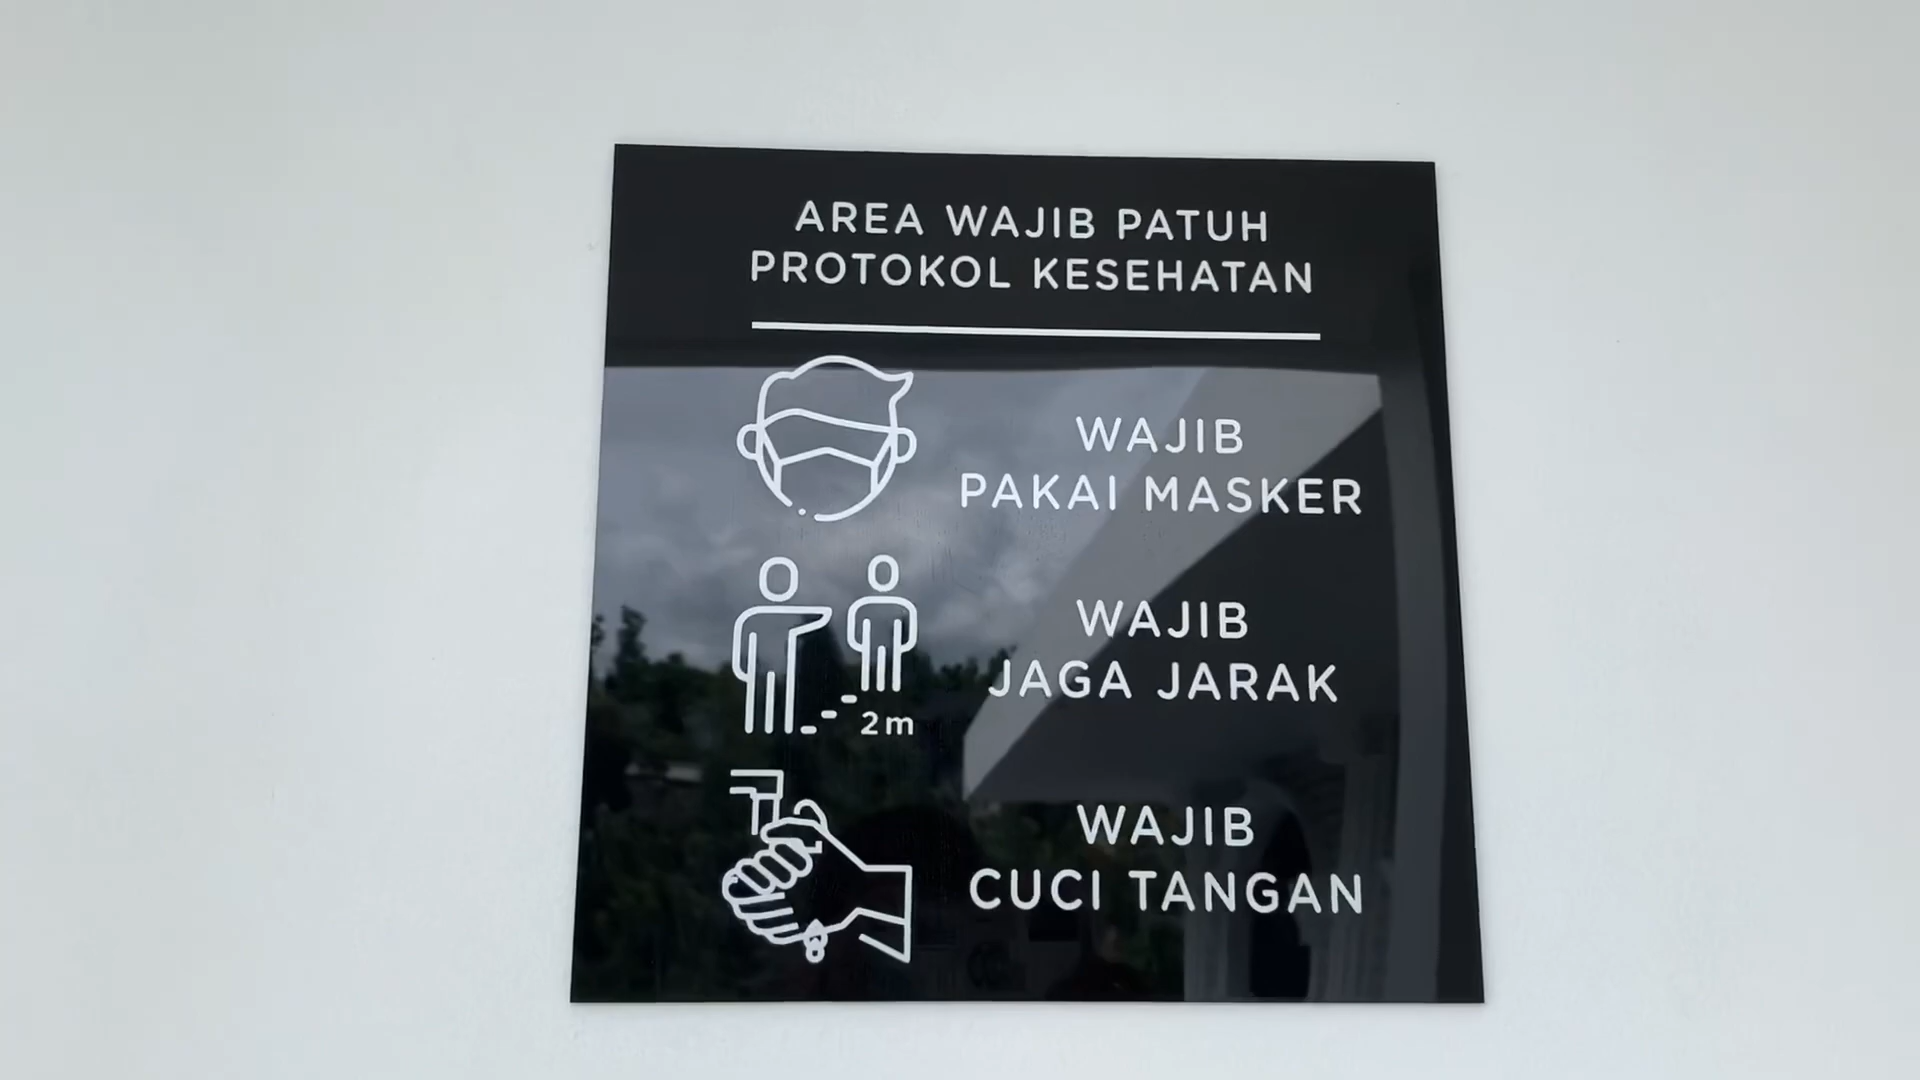 AREA WAJIB PATUH
PROTOKOL KESEHATAN
WAJIB
PAKAI MASKER
2m
WAJIB
JAGA JARAK
WAJIB
CUCI TANGAN